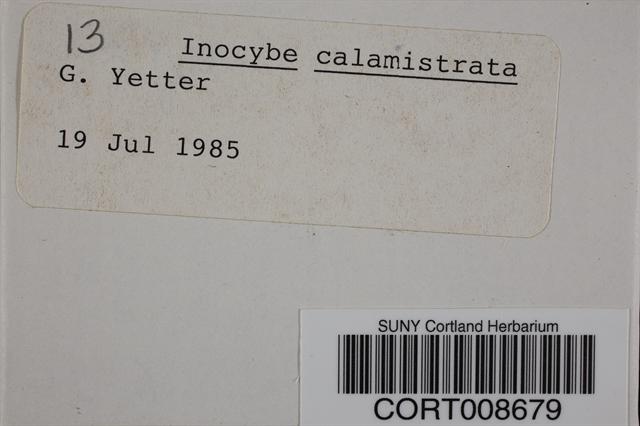 13 Inocybe calamistrata
G. Yetter
19 Jul 1985
SUNY Cortland Herbarium
CORT008679